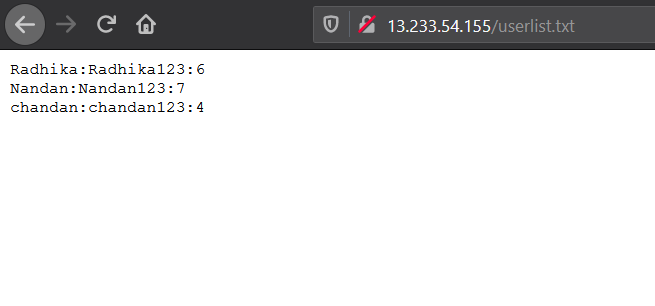 13.233.54.155/userlist.txt
Radhika:Radhika123:6
Nandan:Nandan123:7
chandan:chandan123:4